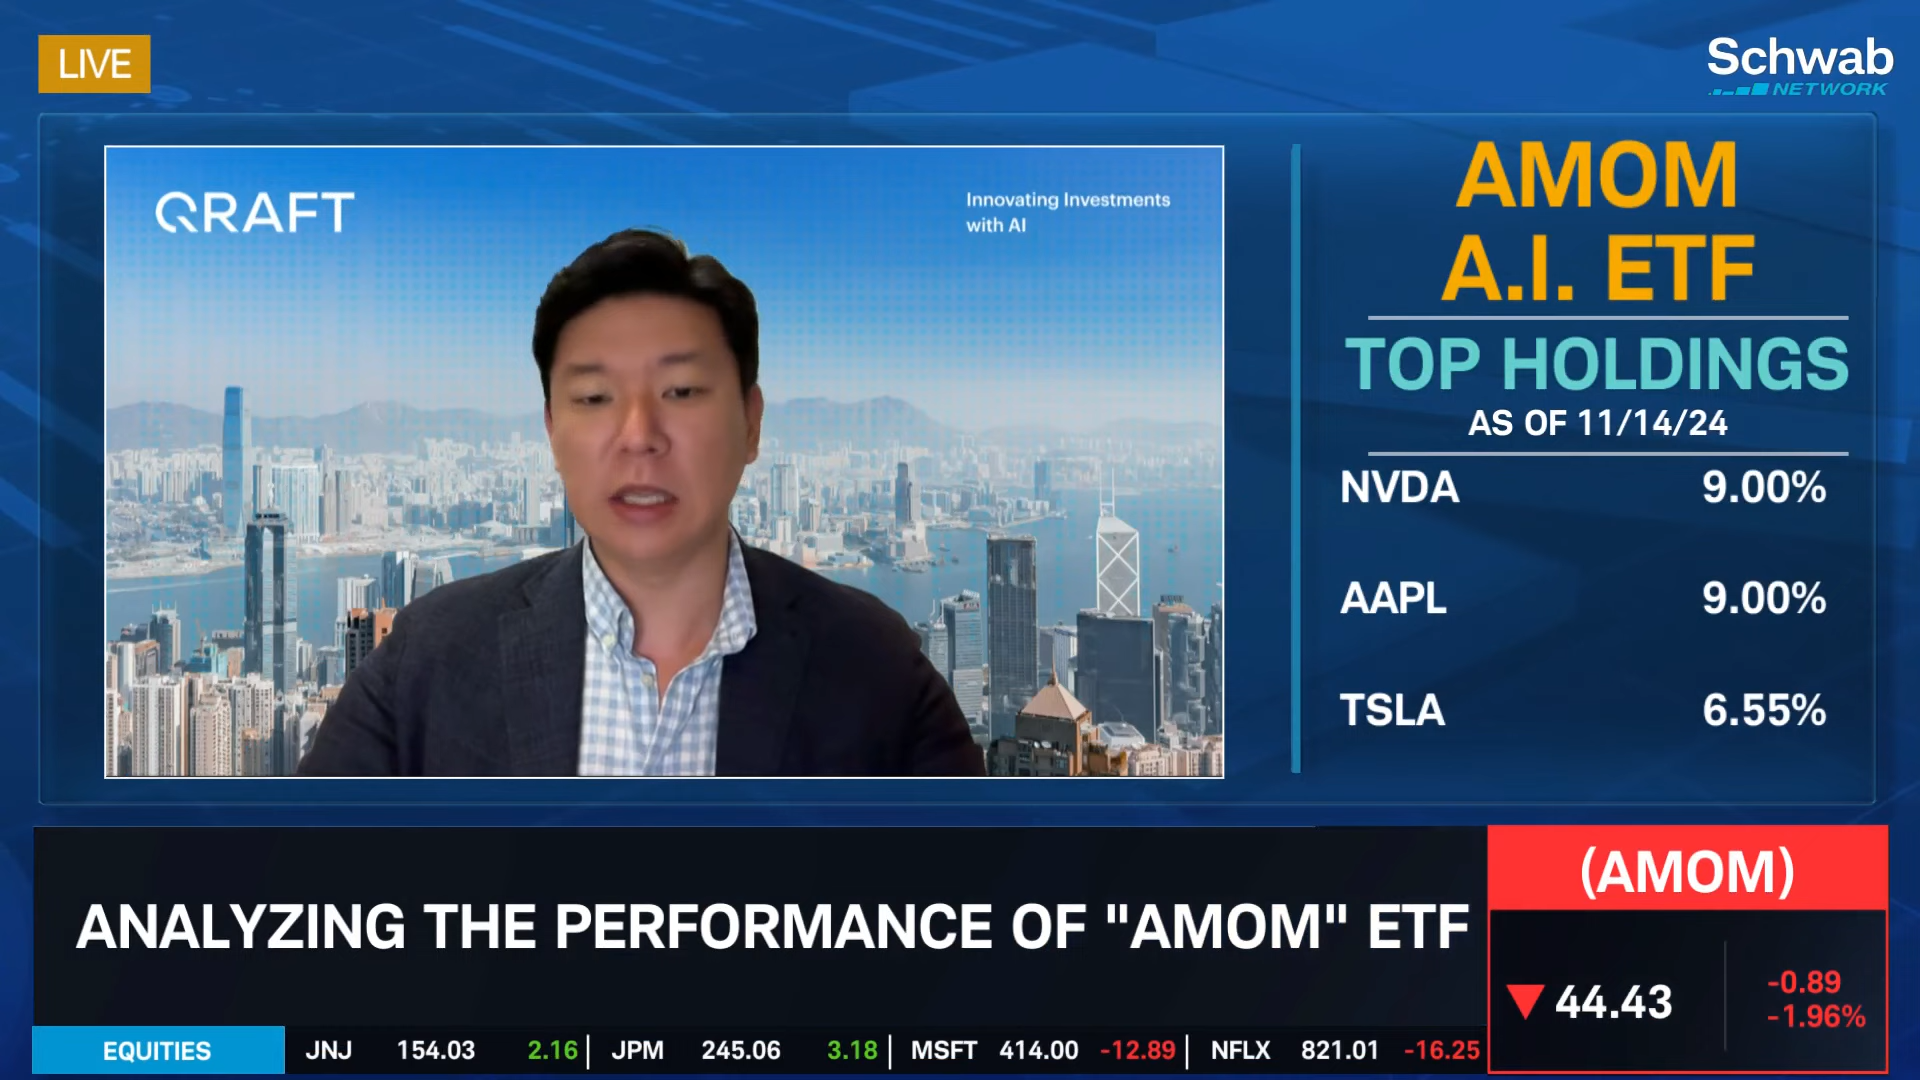 LIVE
Schwab
NETWORK
QRAFT
Innovating Investments
with AI
AMOM
A.I. ETF
TOP HOLDINGS
AS OF 11/14/24
NVDA 9.00%
AAPL 9.00%
TSLA 6.55%
ANALYZING THE PERFORMANCE OF "AMOM" ETF
(AMOM)
▼ 44.43
-0.89
-1.96%
EQUITIES JNJ 154.03 2.16 | JPM 245.06 3.18 | MSFT 414.00 -12.89 | NFLX 821.01 -16.25